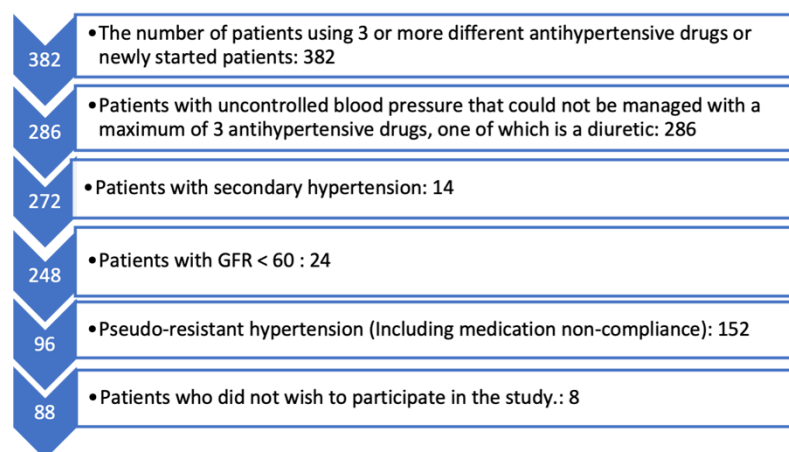 382
•The number of patients using 3 or more different antihypertensive drugs or
newly started patients: 382
286
•Patients with uncontrolled blood pressure that could not be managed with a
maximum of 3 antihypertensive drugs, one of which is a diuretic: 286
272
•Patients with secondary hypertension: 14
248
•Patients with GFR < 60 : 24
96
•Pseudo-resistant hypertension (Including medication non-compliance): 152
88
•Patients who did not wish to participate in the study.: 8